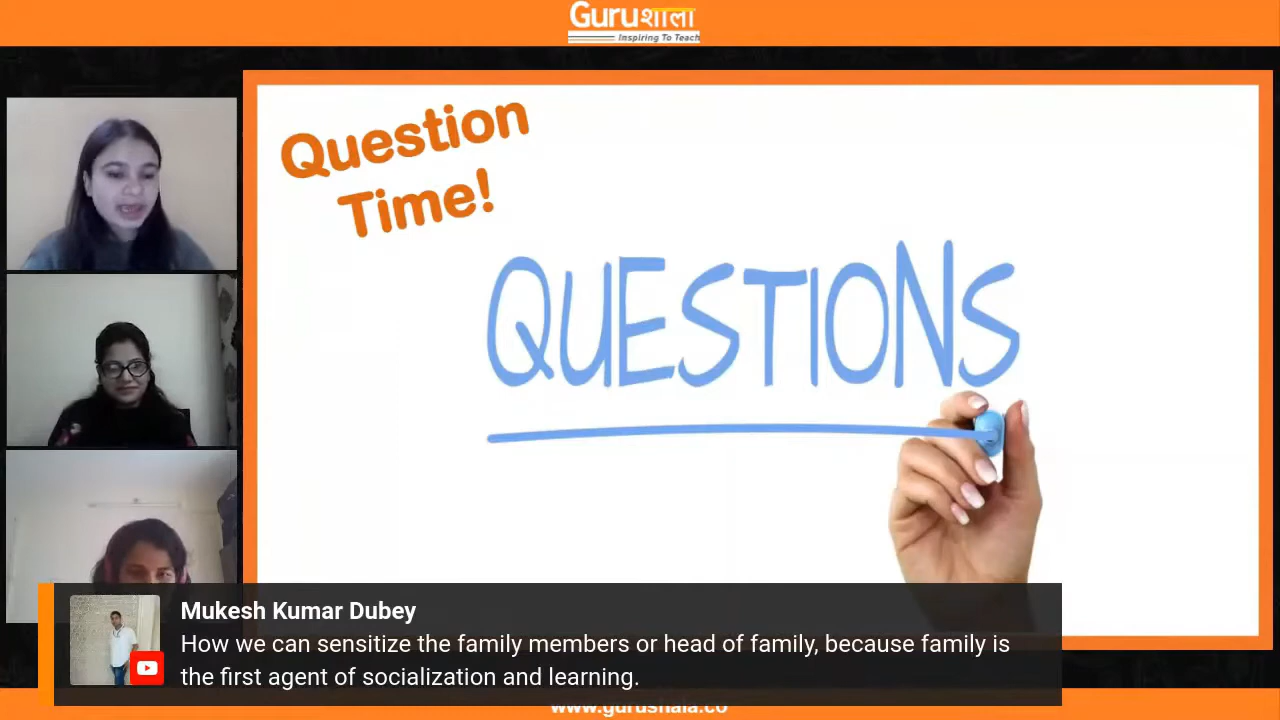 Guruशाला
Inspiring To Teach
Question
Time!
QUESTIONS
Mukesh Kumar Dubey
How we can sensitize the family members or head of family, because family is
the first agent of socialization and learning.
www.gurushala.co